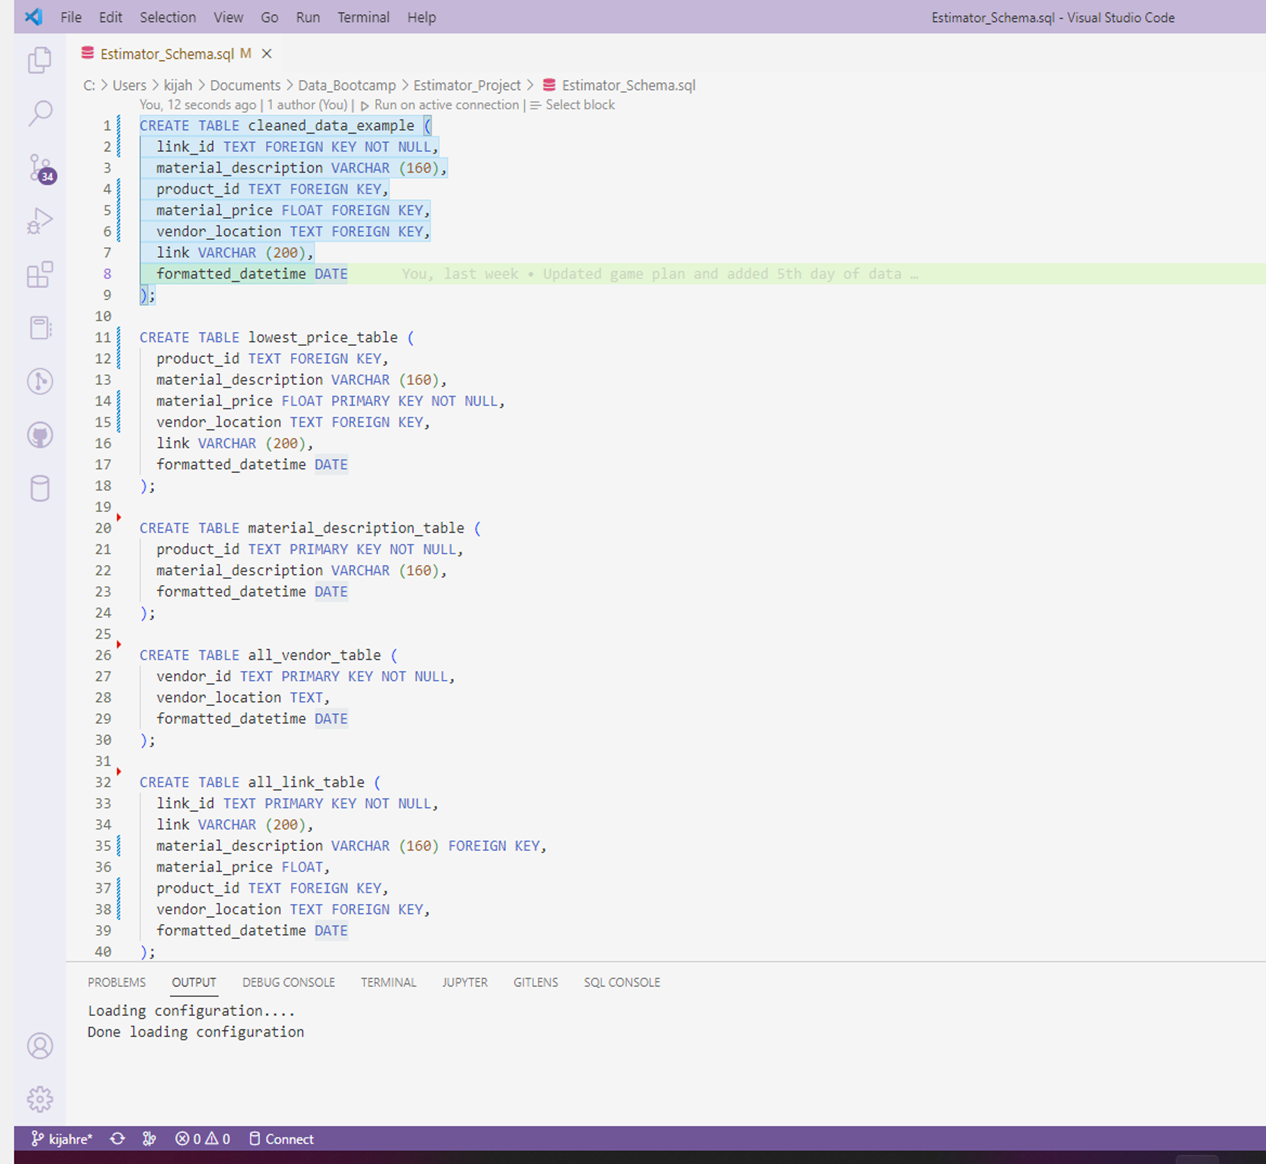 File Edit Selection View Go Run Terminal Help Estimator_Schema.sql - Visual Studio Code
Estimator_Schema.sql M ×
C: > Users > kijah > Documents > Data_Bootcamp > Estimator_Project > Estimator_Schema.sql
You, 12 seconds ago | 1 author (You) | Run on active connection | Select block
1 CREATE TABLE cleaned_data_example (
2 link_id TEXT FOREIGN KEY NOT NULL,
3 material_description VARCHAR (160),
4 product_id TEXT FOREIGN KEY,
5 material_price FLOAT FOREIGN KEY,
6 vendor_location TEXT FOREIGN KEY,
7 link VARCHAR (200),
8 formatted_datetime DATE You, last week • Updated game plan and added 5th day of data …
9 );
10
11 CREATE TABLE lowest_price_table (
12 product_id TEXT FOREIGN KEY,
13 material_description VARCHAR (160),
14 material_price FLOAT PRIMARY KEY NOT NULL,
15 vendor_location TEXT FOREIGN KEY,
16 link VARCHAR (200),
17 formatted_datetime DATE
18 );
19
20 CREATE TABLE material_description_table (
21 product_id TEXT PRIMARY KEY NOT NULL,
22 material_description VARCHAR (160),
23 formatted_datetime DATE
24 );
25
26 CREATE TABLE all_vendor_table (
27 vendor_id TEXT PRIMARY KEY NOT NULL,
28 vendor_location TEXT,
29 formatted_datetime DATE
30 );
31
32 CREATE TABLE all_link_table (
33 link_id TEXT PRIMARY KEY NOT NULL,
34 link VARCHAR (200),
35 material_description VARCHAR (160) FOREIGN KEY,
36 material_price FLOAT,
37 product_id TEXT FOREIGN KEY,
38 vendor_location TEXT FOREIGN KEY,
39 formatted_datetime DATE
40 );
34
PROBLEMS OUTPUT DEBUG CONSOLE TERMINAL JUPYTER GITLENS SQL CONSOLE
Loading configuration....
Done loading configuration
kijahre* 0 0 Connect